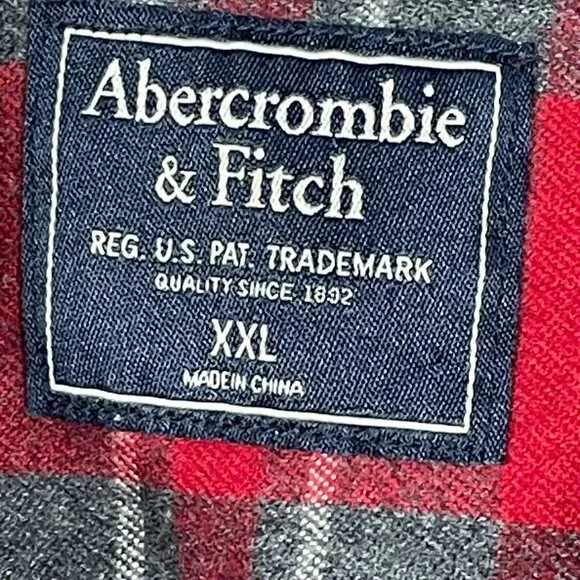 Abercrombie
& Fitch
REG. U.S. PAT. TRADEMARK
QUALITY SINCE 1892
XXL
MADE IN CHINA